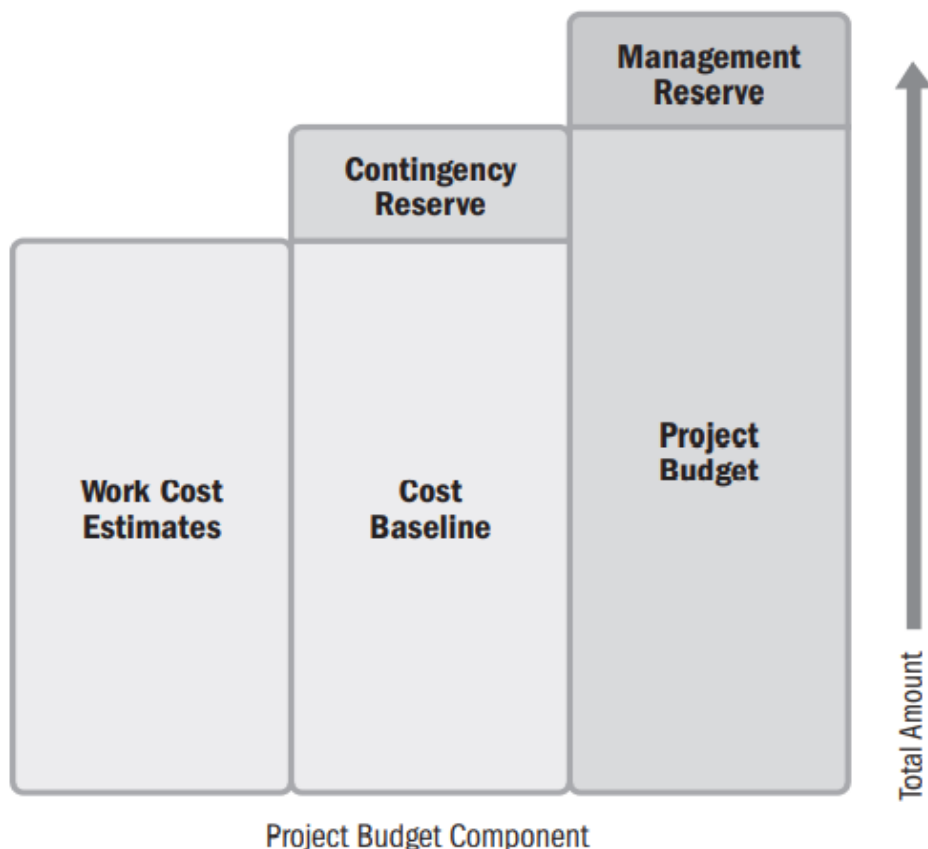 Management
Reserve
Contingency
Reserve
Work Cost
Estimates
Cost
Baseline
Project
Budget
Total Amount
Project Budget Component